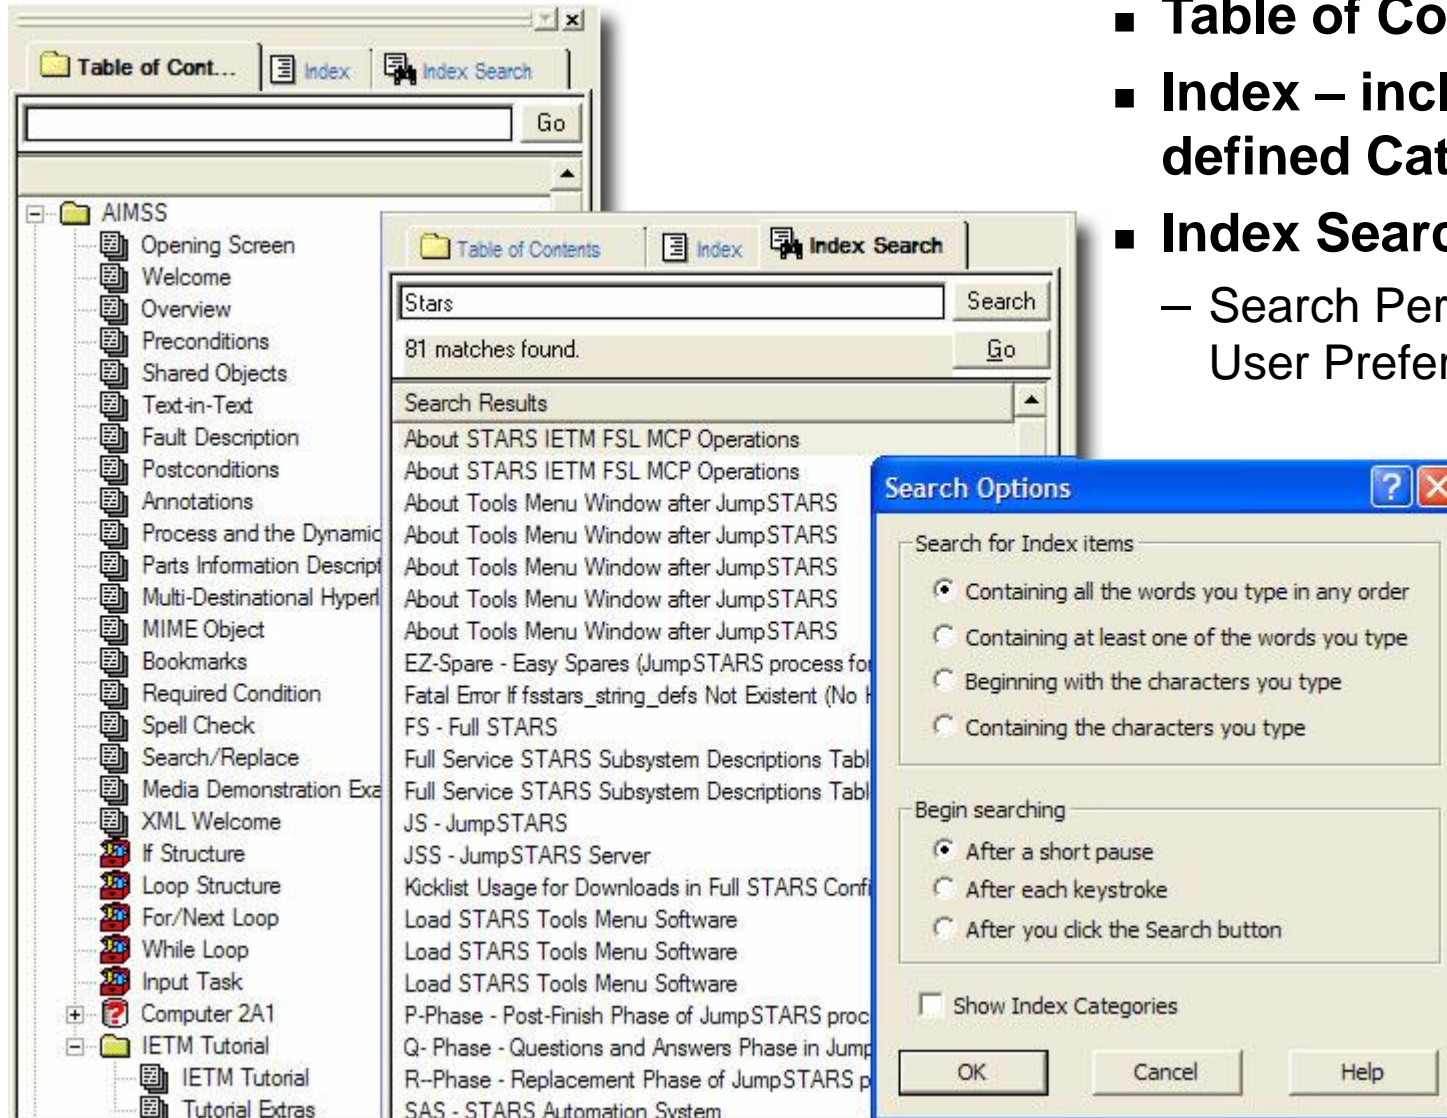 Table of Cont...
Index
Index Search
Go
AIMSS
Opening Screen
Welcome
Overview
Preconditions
Shared Objects
Text-in-Text
Fault Description
Postconditions
Annotations
Process and the Dynamic
Parts Information Descript
Multi-Destinational Hyperl
MIME Object
Bookmarks
Required Condition
Spell Check
Search/Replace
Media Demonstration Exa
XML Welcome
If Structure
Loop Structure
For/Next Loop
While Loop
Input Task
Computer 2A1
IETM Tutorial
IETM Tutorial
Tutorial Extras
Table of Contents
Index
Index Search
Stars
Search
81 matches found.
Go
Search Results
About STARS IETM FSL MCP Operations
About STARS IETM FSL MCP Operations
About Tools Menu Window after JumpSTARS
About Tools Menu Window after JumpSTARS
About Tools Menu Window after JumpSTARS
About Tools Menu Window after JumpSTARS
About Tools Menu Window after JumpSTARS
EZ-Spare - Easy Spares (JumpSTARS process for
Fatal Error If fsstars_string_defs Not Existent (No H
FS - Full STARS
Full Service STARS Subsystem Descriptions Tabl
Full Service STARS Subsystem Descriptions Tabl
JS - JumpSTARS
JSS - JumpSTARS Server
Kicklist Usage for Downloads in Full STARS Confi
Load STARS Tools Menu Software
Load STARS Tools Menu Software
Load STARS Tools Menu Software
P-Phase - Post-Finish Phase of JumpSTARS proc
Q- Phase - Questions and Answers Phase in Jump
R--Phase - Replacement Phase of JumpSTARS p
SAS - STARS Automation System
■ Table of Co
■ Index – incl
defined Cat
■ Index Searc
– Search Per
User Prefer
Search Options
Search for Index items
Containing all the words you type in any order
Containing at least one of the words you type
Beginning with the characters you type
Containing the characters you type
Begin searching
After a short pause
After each keystroke
After you click the Search button
Show Index Categories
OK
Cancel
Help